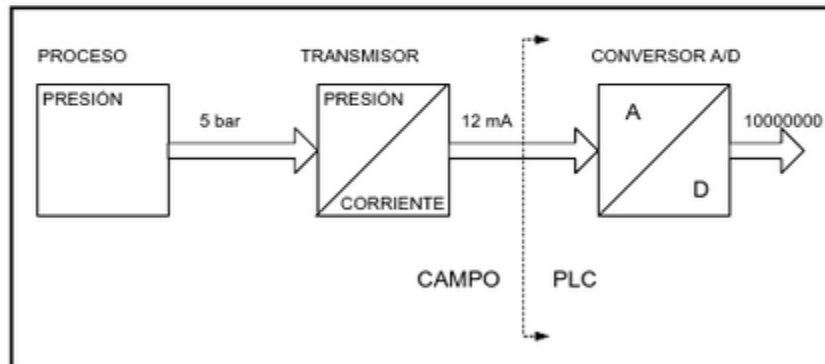 PROCESO
TRANSMISOR
CONVERSOR A/D
PRESIÓN
5 bar
PRESIÓN
CORRIENTE
12 mA
A
D
10000000
CAMPO
PLC